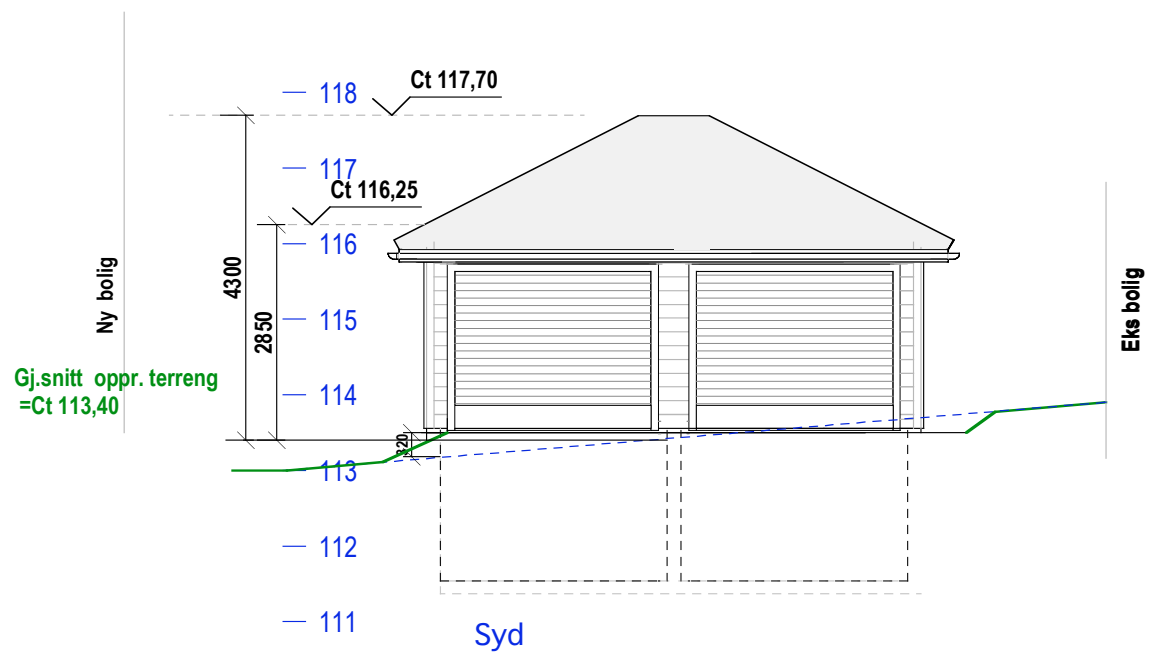 118
Ct 117,70
117
Ct 116,25
116
4300
2850
Ny bolig
Eks bolig
115
114
Gj.snitt oppr. terreng
=Ct 113,40
320
113
112
111
Syd